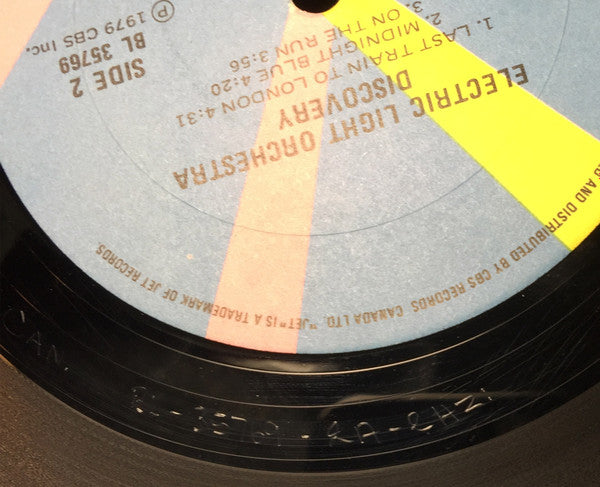 ELECTRIC LIGHT ORCHESTRA
DISCOVERY
1. LAST TRAIN TO LONDON 4:31
2. MIDNIGHT BLUE 4:20
3. ON THE RUN 3:56
SIDE 2
BL 35769
℗ 1979 CBS Inc.
AND DISTRIBUTED BY CBS RECORDS CANADA LTD. "JET" IS A TRADEMARK OF JET RECORDS
CAN.